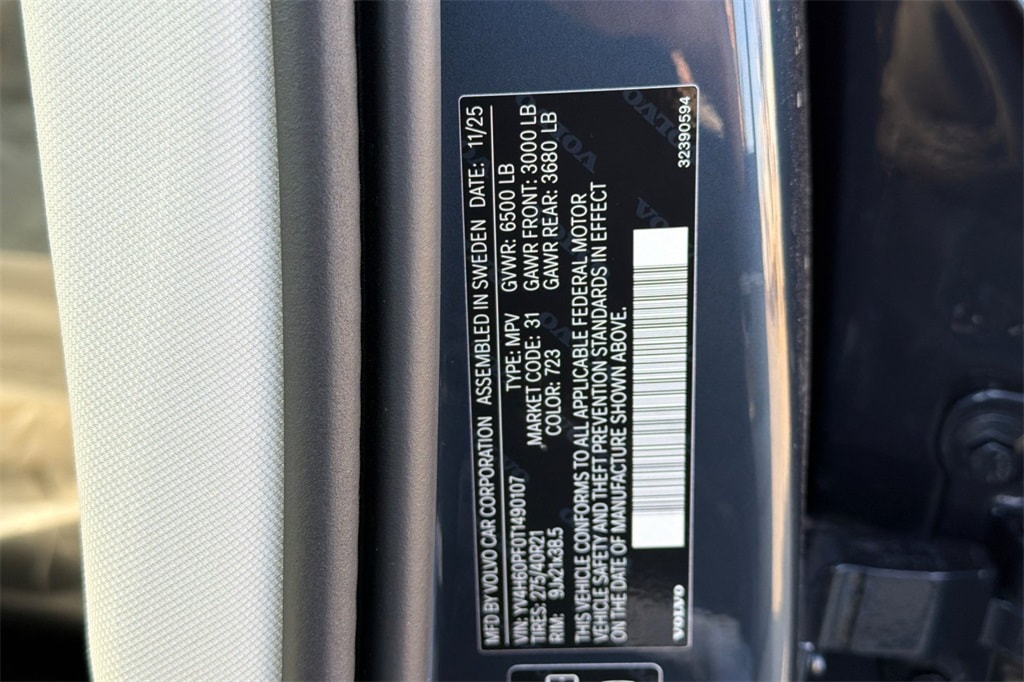 MFD BY VOLVO CAR CORPORATION ASSEMBLED IN SWEDEN DATE: 11/25
VIN: YV4H60PF0T1490107 TYPE: MPV GVWR: 6500 LB
TIRES: 275/40R21 MARKET CODE: 31 GAWR FRONT: 3000 LB
RIM: 9Jx21x38.5 COLOR: 723 GAWR REAR: 3680 LB
THIS VEHICLE CONFORMS TO ALL APPLICABLE FEDERAL MOTOR
VEHICLE SAFETY AND THEFT PREVENTION STANDARDS IN EFFECT
ON THE DATE OF MANUFACTURE SHOWN ABOVE.
VOLVO 32390594